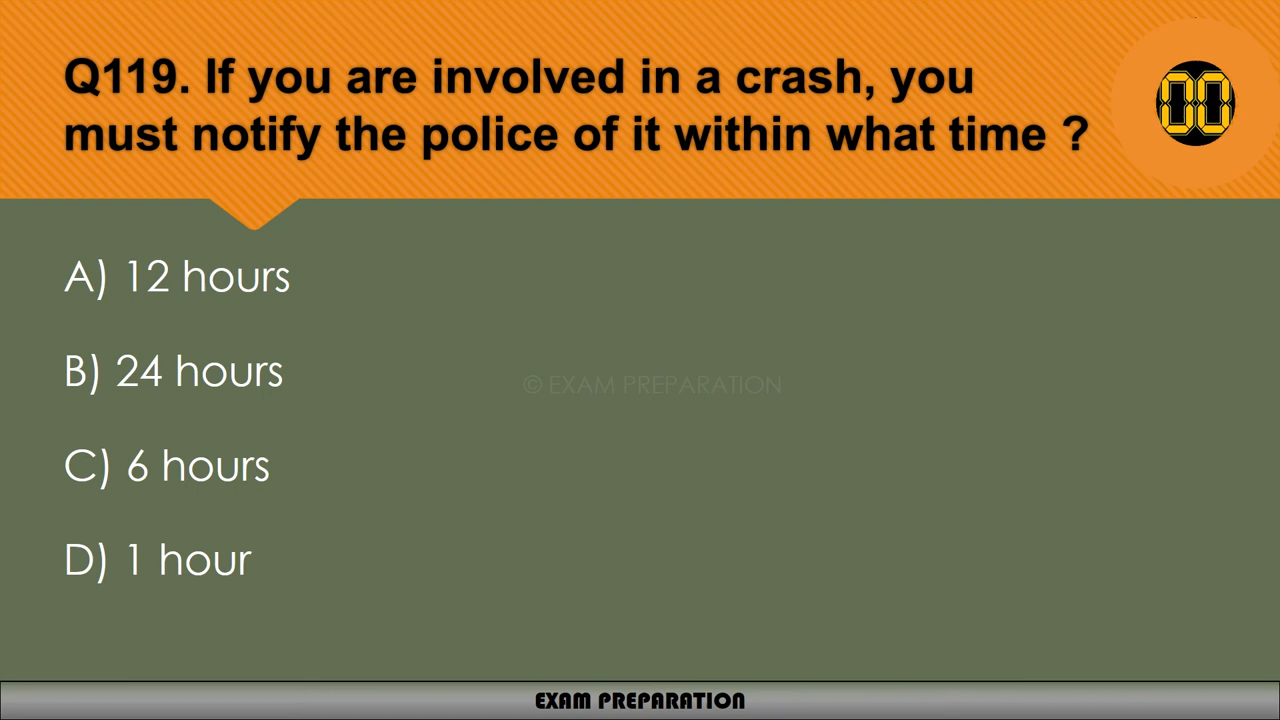 Q119. If you are involved in a crash, you
must notify the police of it within what time ?
00
A) 12 hours
B) 24 hours
© EXAM PREPARATION
C) 6 hours
D) 1 hour
EXAM PREPARATION